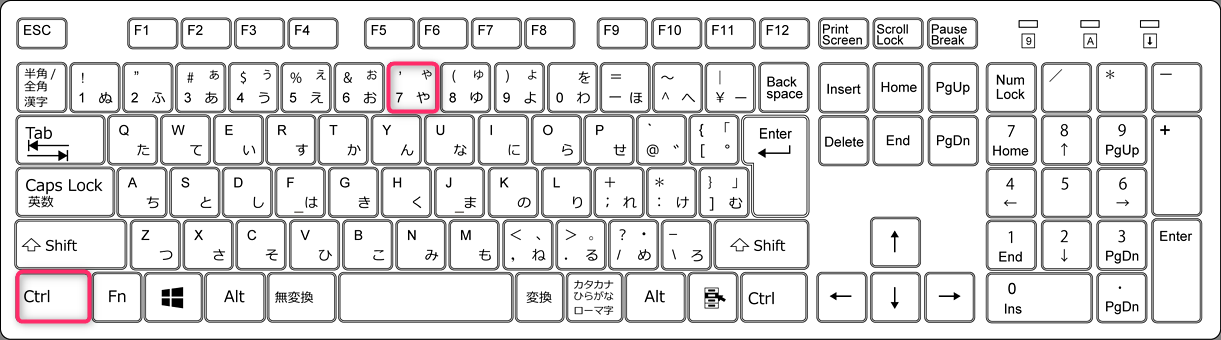 ESC F1 F2 F3 F4 F5 F6 F7 F8 F9 F10 F11 F12 Print Screen Scroll Lock Pause Break 9 A
半角/ 全角 漢字 ! 1 ぬ " 2 ふ # ぁ 3 あ $ ぅ 4 う % ぇ 5 え & ぉ 6 お ' ゃ 7 や ( ゅ 8 ゆ ) ょ 9 よ を 0 わ = ー ほ ～ ^ へ | ¥ ー Back space Insert Home PgUp Num Lock ／ * ー
Tab Q た W て E い R す T か Y ん U な I に O ら P せ ` @ ゛ { 「 [ ゜ Enter Delete End PgDn 7 Home 8 ↑ 9 PgUp +
Caps Lock 英数 A ち S と D し F _ は G き H く J _ ま K の L り + ; れ * : け } 」 ] む 4 ← 5 6 →
Shift Z つ X さ C そ V ひ B こ N み M も < 、 , ね > 。 . る ? ・ / め _ \ ろ Shift ↑ 1 End 2 ↓ 3 PgDn Enter
Ctrl Fn Alt 無変換 変換 カタカナ ひらがな ローマ字 Alt Ctrl ← ↓ → 0 Ins . PgDn